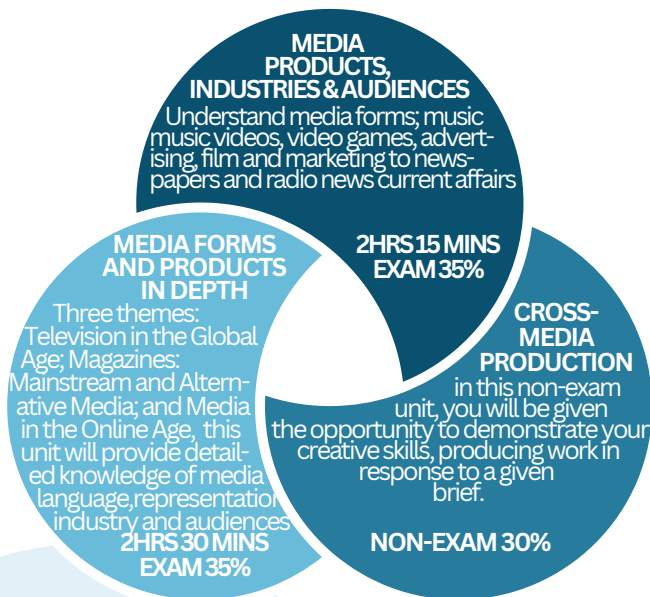 MEDIA
PRODUCTS,
INDUSTRIES & AUDIENCES
Understand media forms; music
music videos, video games, advert-
ising, film and marketing to news-
papers and radio news current affairs
2HRS 15 MINS
EXAM 35%
MEDIA FORMS
AND PRODUCTS
IN DEPTH
Three themes:
Television in the Global
Age; Magazines:
Mainstream and Altern-
ative Media; and Media
in the Online Age, this
unit will provide detail-
ed knowledge of media
language,representation
industry and audiences
2HRS 30 MINS
EXAM 35%
CROSS-
MEDIA
PRODUCTION
in this non-exam
unit, you will be given
the opportunity to demonstrate your
creative skills, producing work in
response to a given
brief.
NON-EXAM 30%